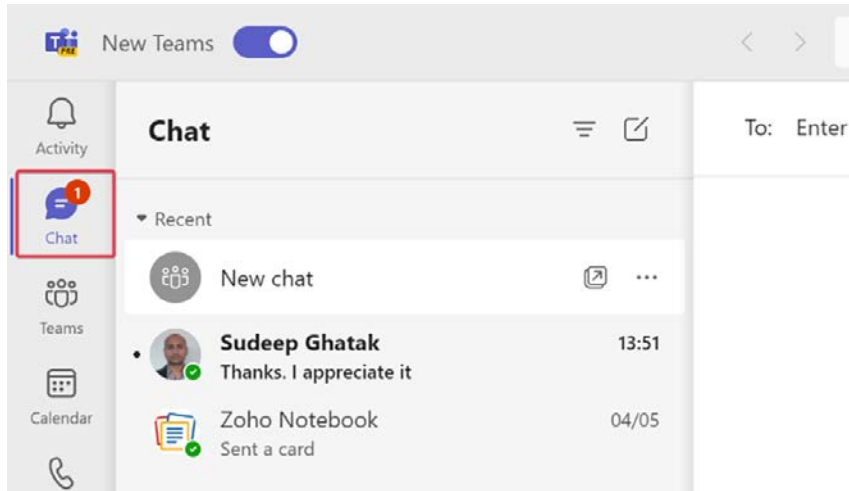 PRE
New Teams
Activity
Chat
To: Enter
1
Chat
Recent
New chat
Teams
Sudeep Ghatak 13:51
Thanks. I appreciate it
Calendar
Zoho Notebook 04/05
Sent a card